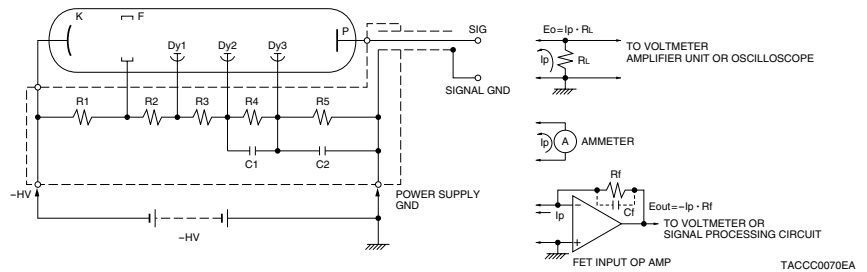 K
F
Dy1
Dy2
Dy3
P
SIG
SIGNAL GND
R1
R2
R3
R4
R5
C1
C2
-HV
POWER SUPPLY
GND
-HV
Eo=Ip · RL
Ip
RL
TO VOLTMETER
AMPLIFIER UNIT OR OSCILLOSCOPE
Ip
A
AMMETER
Rf
Cf
Ip
Eout=-Ip · Rf
TO VOLTMETER OR
SIGNAL PROCESSING CIRCUIT
FET INPUT OP AMP
TACCC0070EA